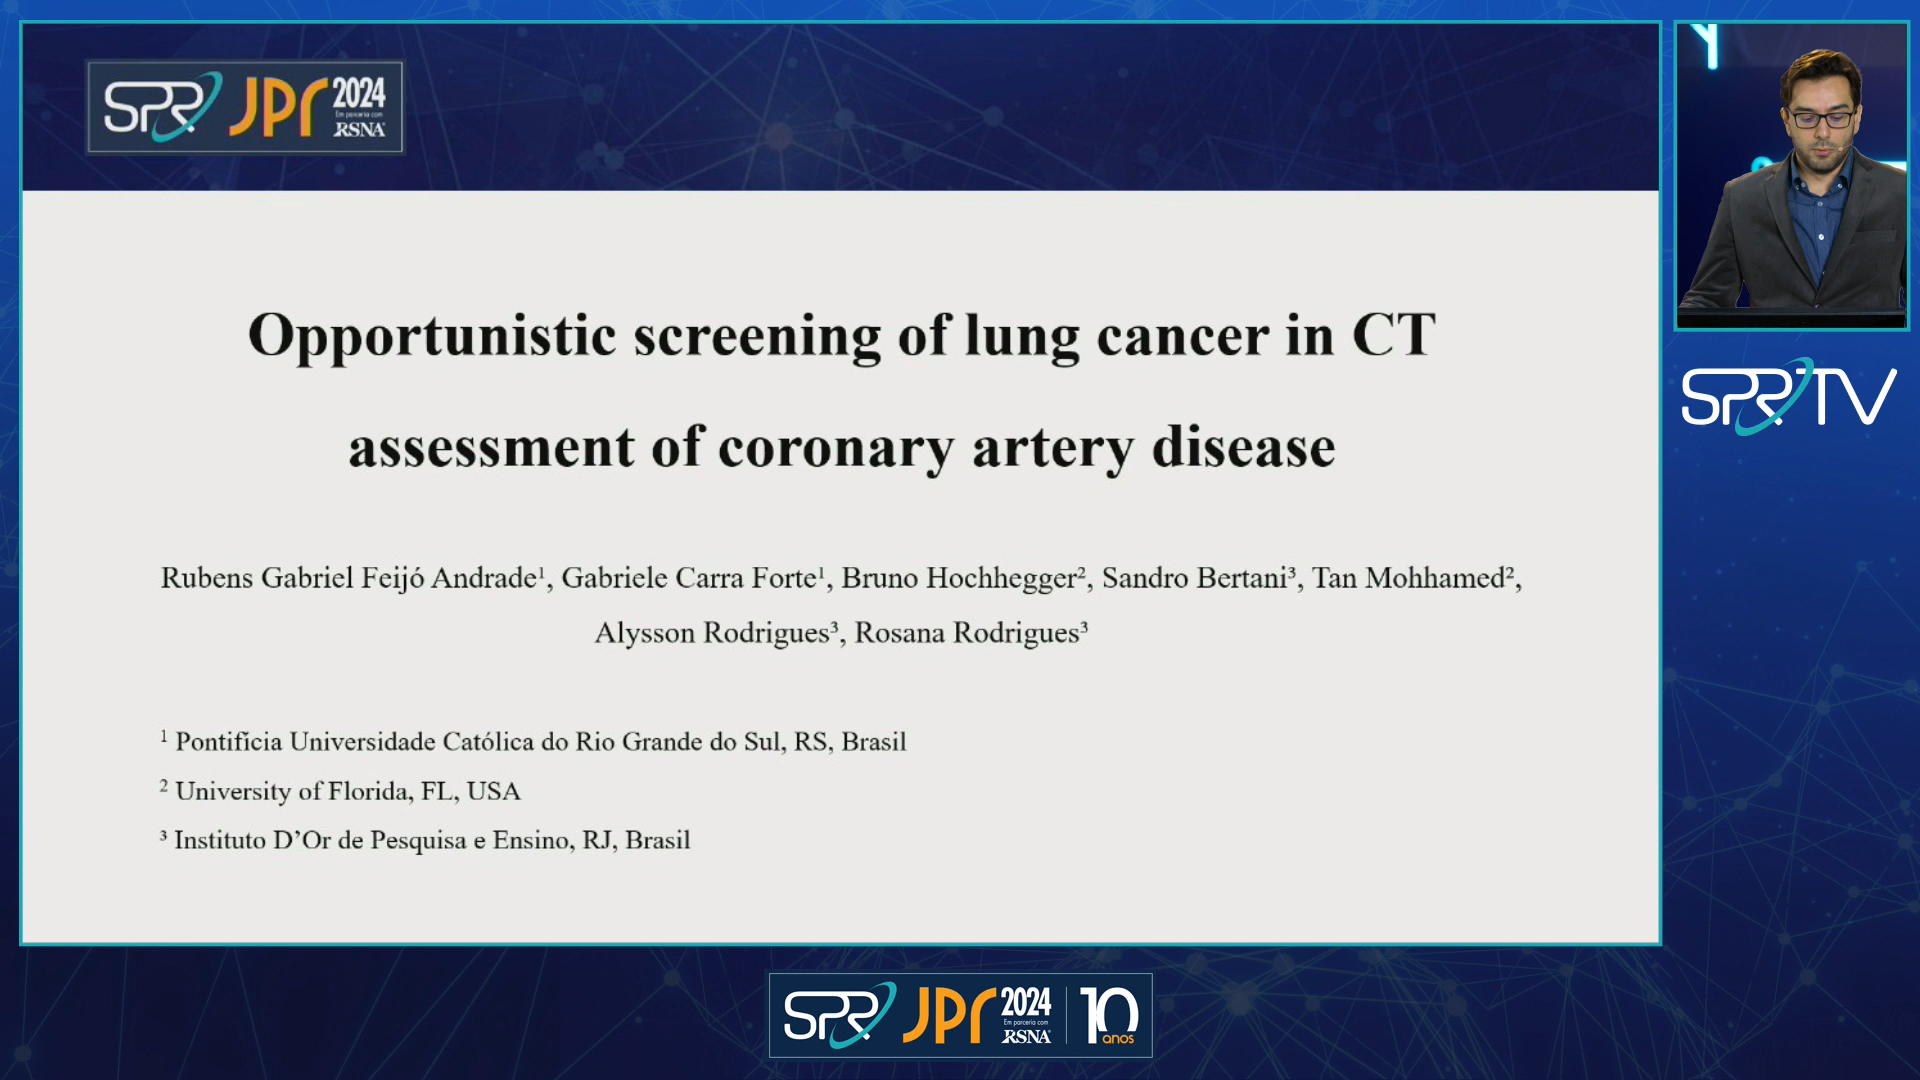 SPR JPR 2024
Em parceria com
RSNA
Opportunistic screening of lung cancer in CT
assessment of coronary artery disease
Rubens Gabriel Feijó Andrade¹, Gabriele Carra Forte¹, Bruno Hochhegger², Sandro Bertani³, Tan Mohhamed²,
Alysson Rodrigues³, Rosana Rodrigues³
¹ Pontifícia Universidade Católica do Rio Grande do Sul, RS, Brasil
² University of Florida, FL, USA
³ Instituto D’Or de Pesquisa e Ensino, RJ, Brasil
SPR TV
SPR JPR 2024
Em parceria com
RSNA
10
anos